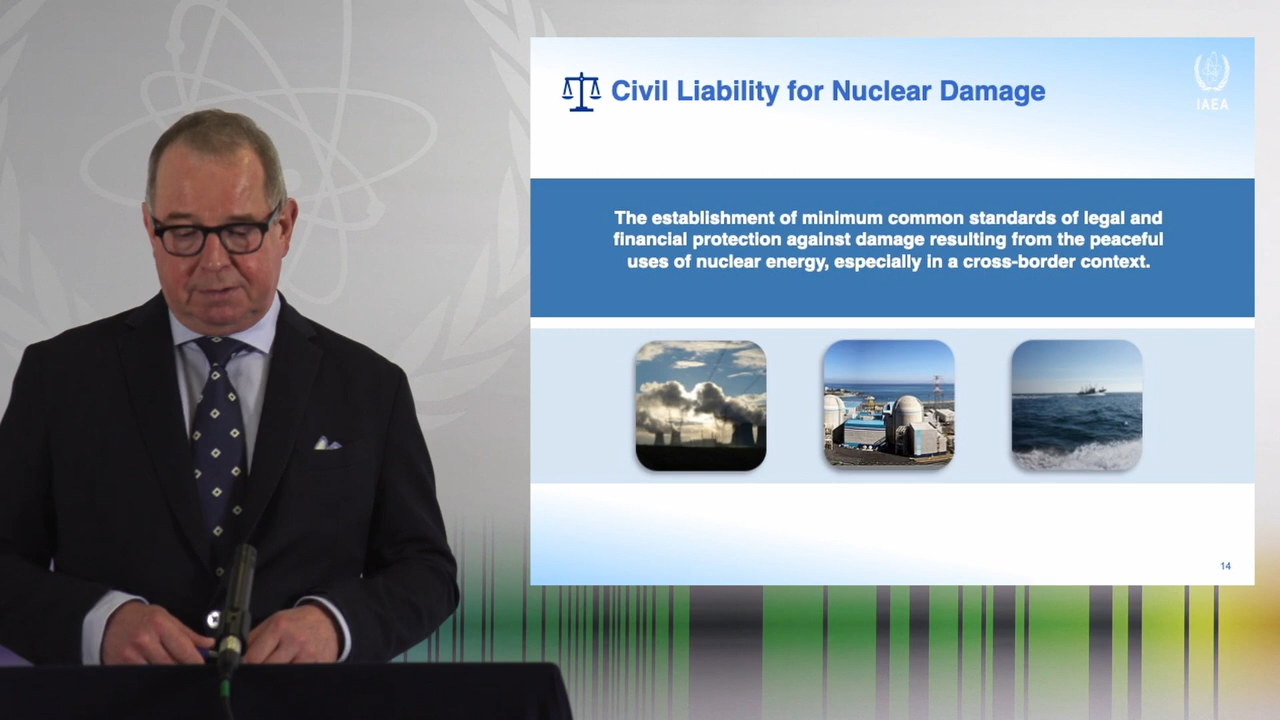 Civil Liability for Nuclear Damage
IAEA
The establishment of minimum common standards of legal and
financial protection against damage resulting from the peaceful
uses of nuclear energy, especially in a cross-border context.
14